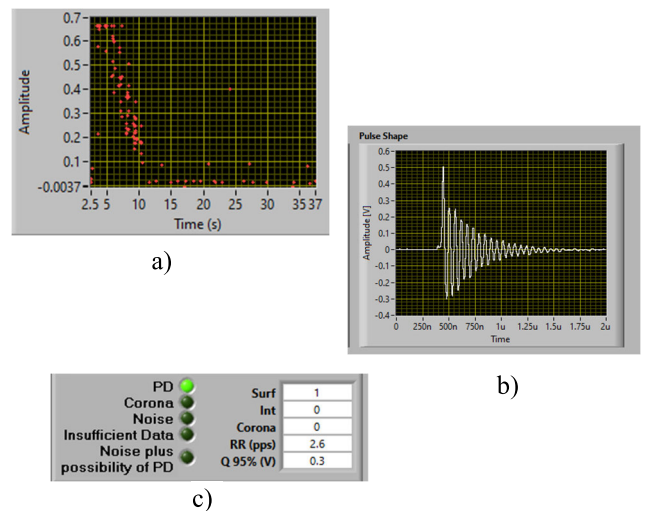 0.7-
0.6-
0.5-
0.4-
0.3-
0.2-
0.1-
-0.0037-
Amplitude
2.5 5 10 15 20 25 30 35 37
Time (s)
a)
Pulse Shape
0.6-
0.5-
0.4-
0.3-
0.2-
0.1-
0-
-0.1-
-0.2-
-0.3-
-0.4-
Amplitude [V]
0 250n 500n 750n 1u 1.25u 1.5u 1.75u 2u
Time
b)
PD
Corona
Noise
Insufficient Data
Noise plus
possibility of PD
Surf 1
Int 0
Corona 0
RR (pps) 2.6
Q 95% (V) 0.3
c)